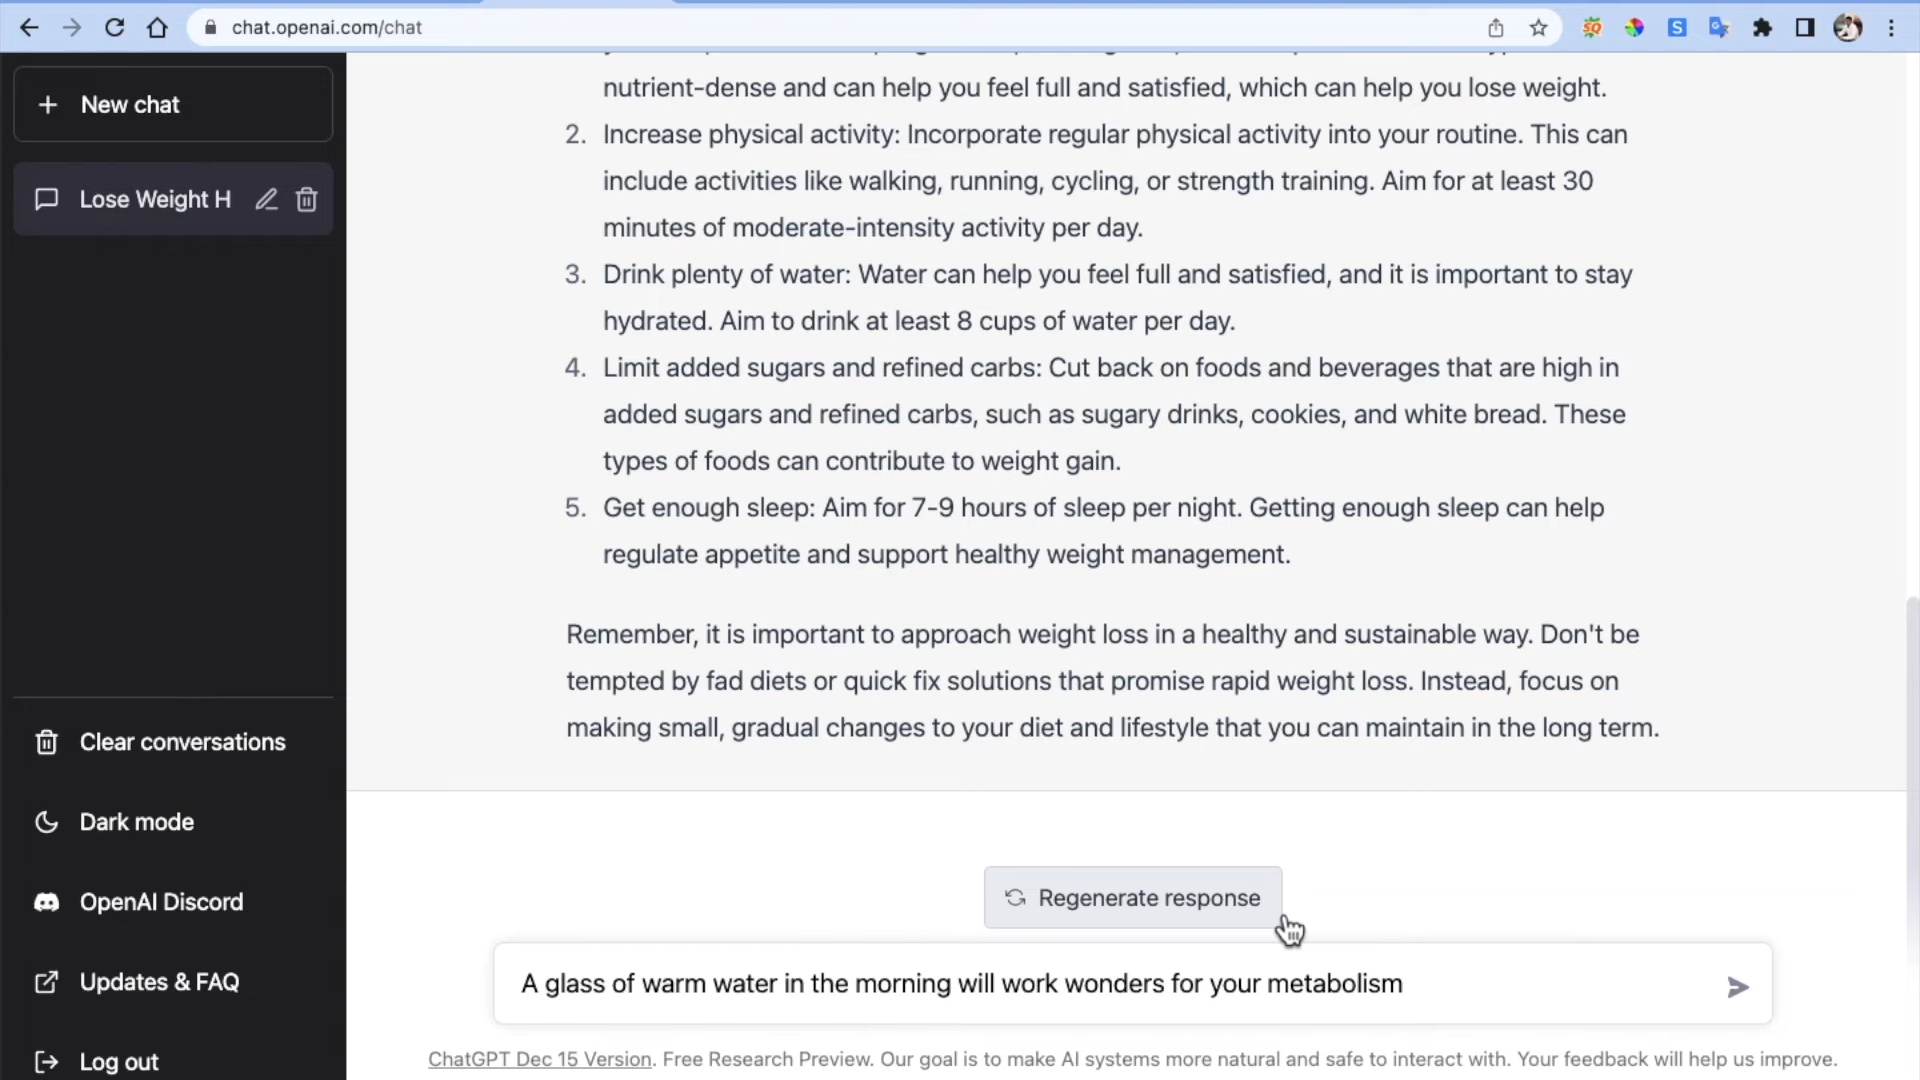 chat.openai.com/chat
New chat
Lose Weight H
Clear conversations
Dark mode
OpenAI Discord
Updates & FAQ
Log out
nutrient-dense and can help you feel full and satisfied, which can help you lose weight.
2. Increase physical activity: Incorporate regular physical activity into your routine. This can
include activities like walking, running, cycling, or strength training. Aim for at least 30
minutes of moderate-intensity activity per day.
3. Drink plenty of water: Water can help you feel full and satisfied, and it is important to stay
hydrated. Aim to drink at least 8 cups of water per day.
4. Limit added sugars and refined carbs: Cut back on foods and beverages that are high in
added sugars and refined carbs, such as sugary drinks, cookies, and white bread. These
types of foods can contribute to weight gain.
5. Get enough sleep: Aim for 7-9 hours of sleep per night. Getting enough sleep can help
regulate appetite and support healthy weight management.
Remember, it is important to approach weight loss in a healthy and sustainable way. Don't be
tempted by fad diets or quick fix solutions that promise rapid weight loss. Instead, focus on
making small, gradual changes to your diet and lifestyle that you can maintain in the long term.
Regenerate response
A glass of warm water in the morning will work wonders for your metabolism
ChatGPT Dec 15 Version. Free Research Preview. Our goal is to make AI systems more natural and safe to interact with. Your feedback will help us improve.